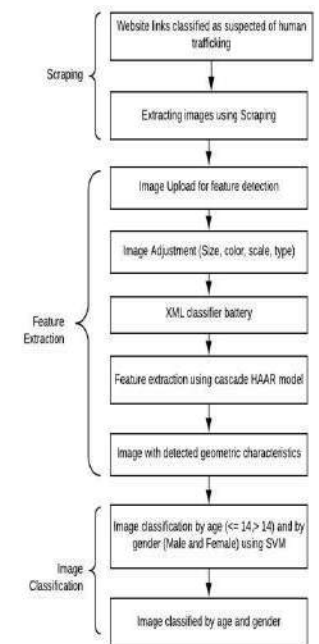 Website links classified as suspected of human
trafficking
Scraping
Extracting images using Scraping
Image Upload for feature detection
Image Adjustment (Size, color, scale, type)
XML classifier battery
Feature
Extraction
Feature extraction using cascade HAAR model
Image with detected geometric characteristics
Image classification by age (<= 14,> 14) and by
gender (Male and Female) using SVM
Image
Classification
Image classified by age and gender